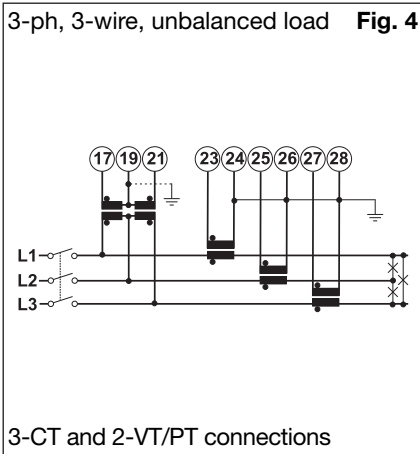 3-ph, 3-wire, unbalanced load Fig. 4
17 19 21 23 24 25 26 27 28
L1
L2
L3
3-CT and 2-VT/PT connections